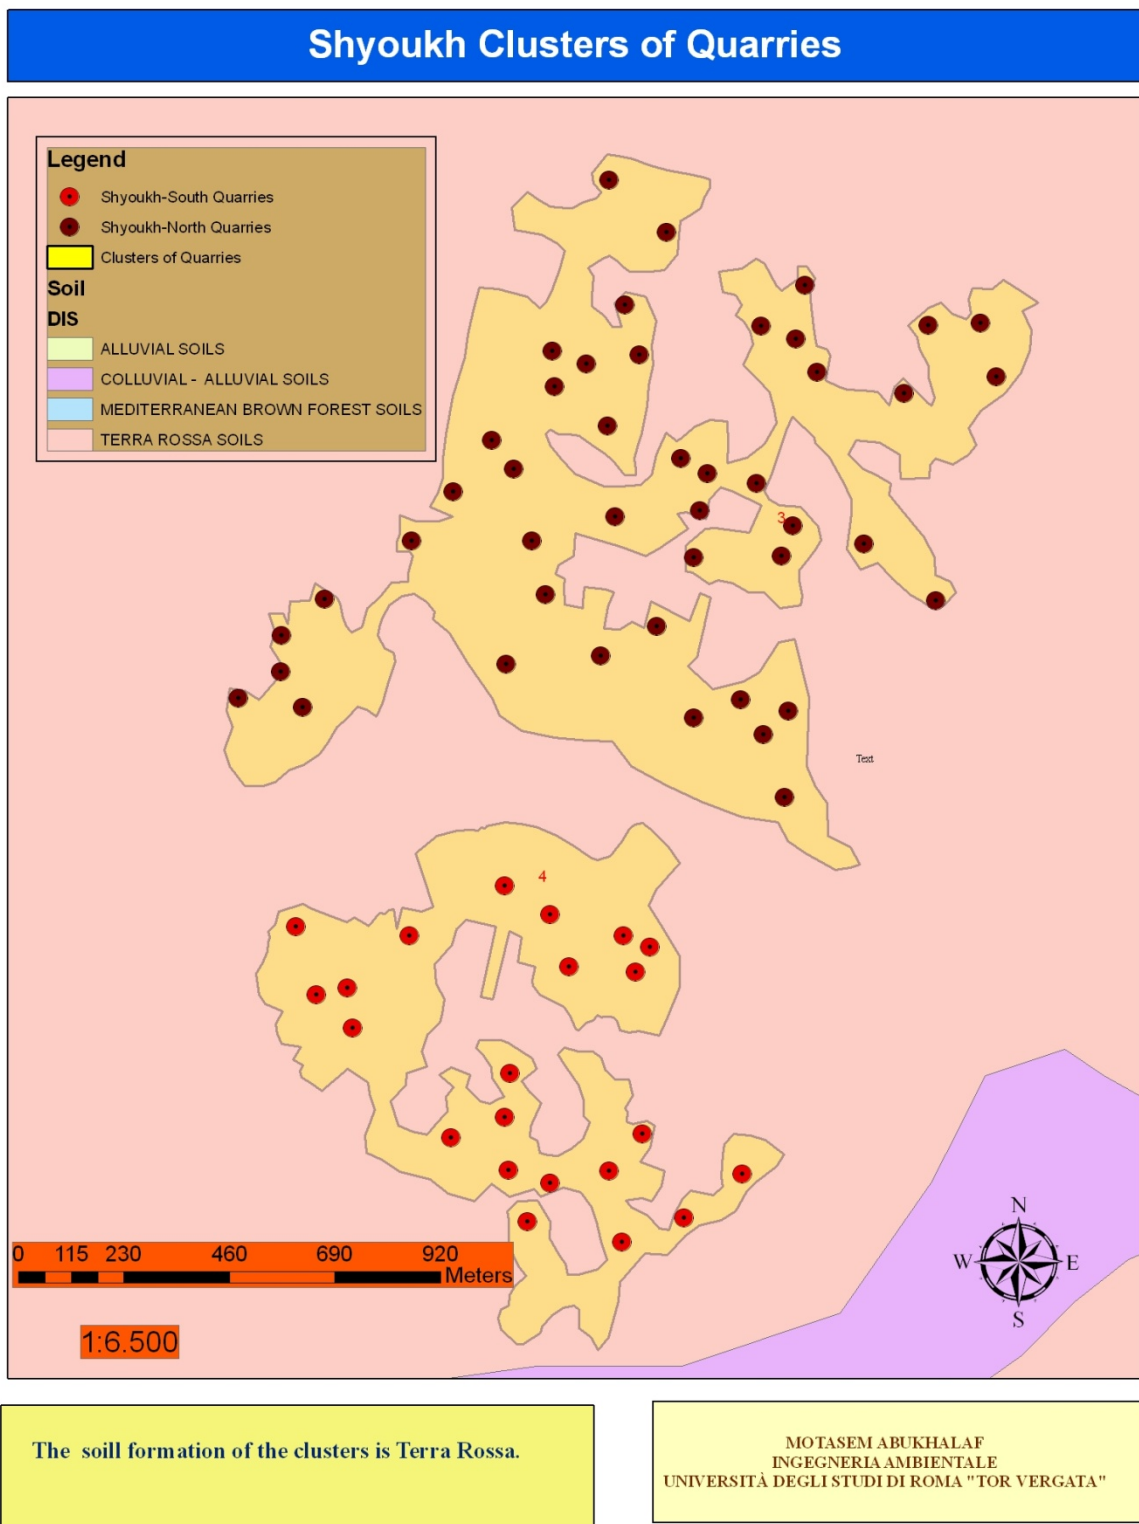 Shyoukh Clusters of Quarries
Legend
Shyoukh-South Quarries
Shyoukh-North Quarries
Clusters of Quarries
Soil
DIS
ALLUVIAL SOILS
COLLUVIAL - ALLUVIAL SOILS
MEDITERRANEAN BROWN FOREST SOILS
TERRA ROSSA SOILS
3
Text
4
N
W E
S
0 115 230 460 690 920
Meters
1:6.500
The soill formation of the clusters is Terra Rossa.
MOTASEM ABUKHALAF
INGEGNERIA AMBIENTALE
UNIVERSITÀ DEGLI STUDI DI ROMA "TOR VERGATA"